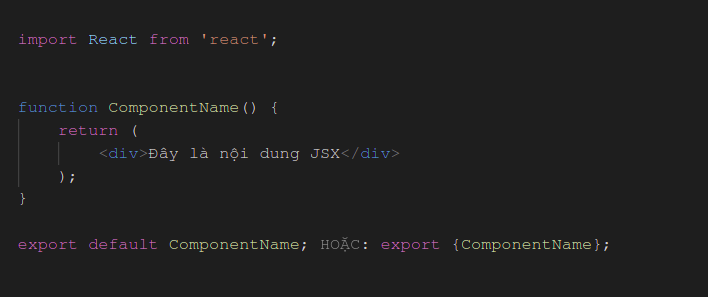 import React from 'react';
function ComponentName() {
return (
<div>Đây là nội dung JSX</div>
);
}
export default ComponentName; HOẶC: export {ComponentName};